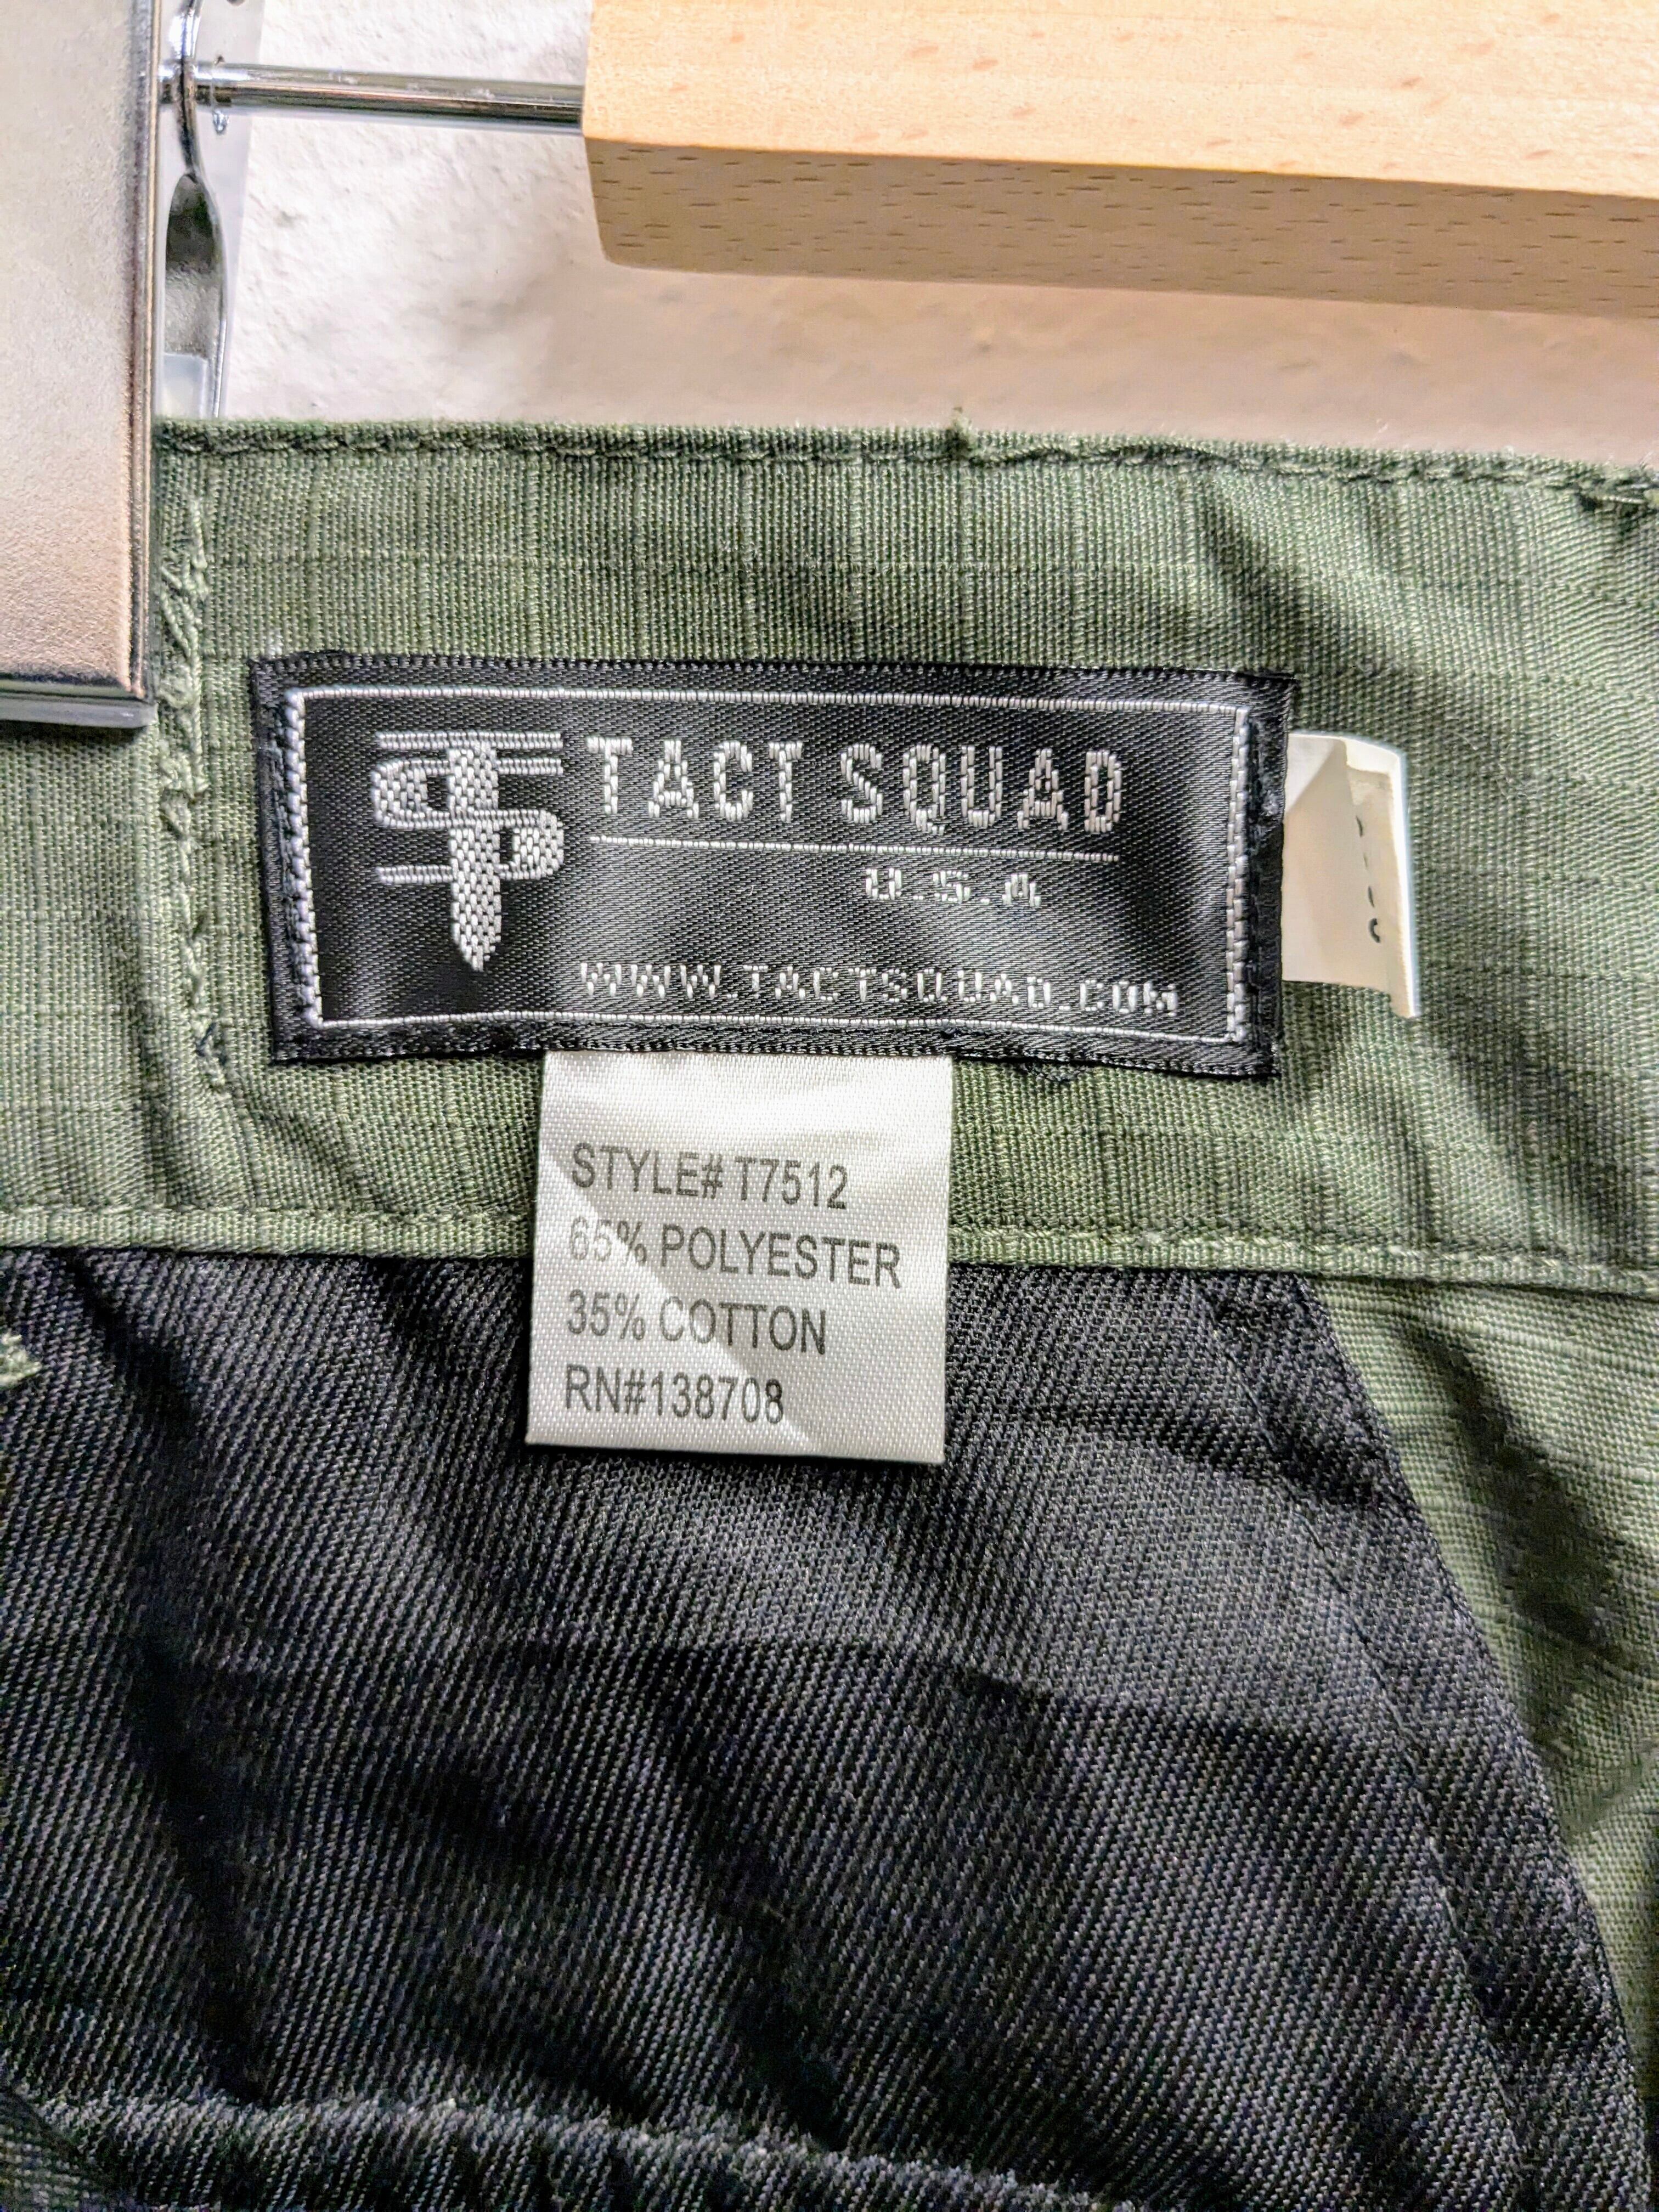 TACT SQUAD
U.S.A
WWW.TACTSQUAD.COM
STYLE# T7512
65% POLYESTER
35% COTTON
RN#138708